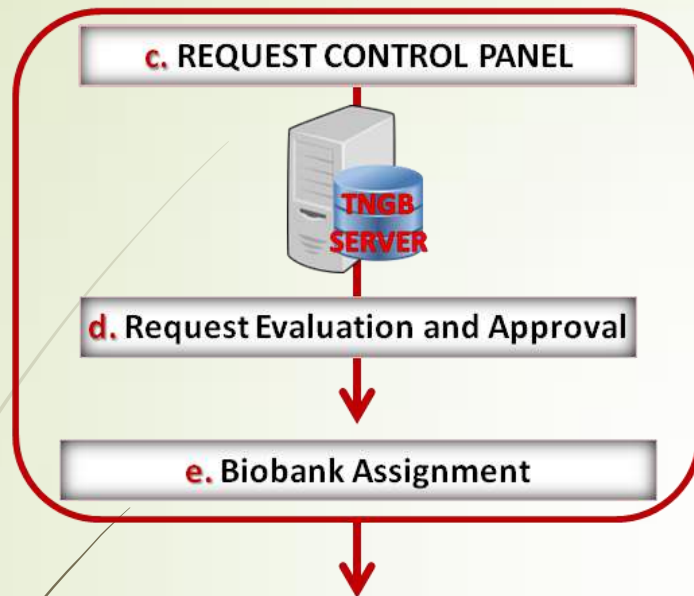 c. REQUEST CONTROL PANEL
TNGB
SERVER
d. Request Evaluation and Approval
e. Biobank Assignment